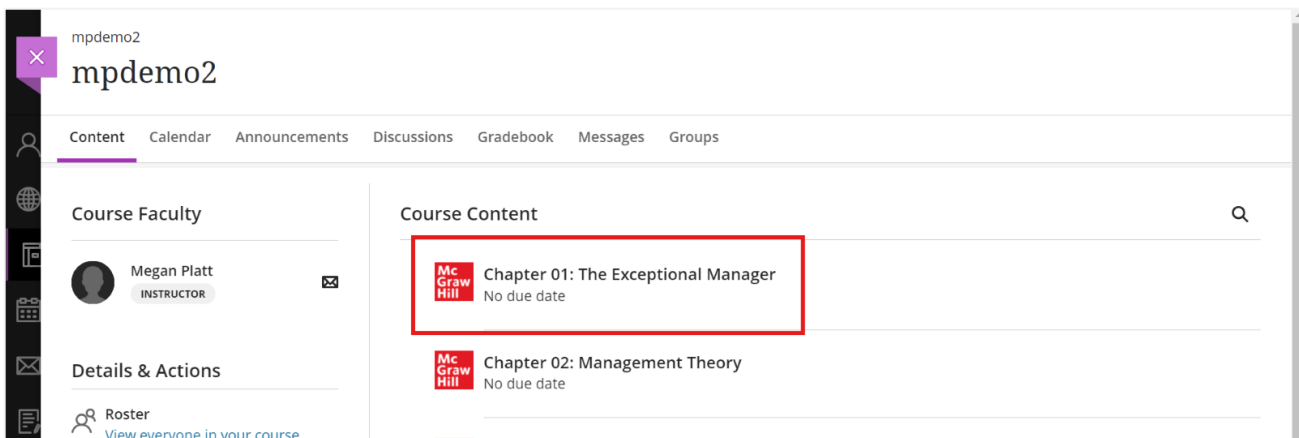 mpdemo2
mpdemo2
Content Calendar Announcements Discussions Gradebook Messages Groups
Course Faculty
Megan Platt
INSTRUCTOR
Details & Actions
Roster
View everyone in your course
Course Content
Mc
Graw
Hill
Chapter 01: The Exceptional Manager
No due date
Mc
Graw
Hill
Chapter 02: Management Theory
No due date